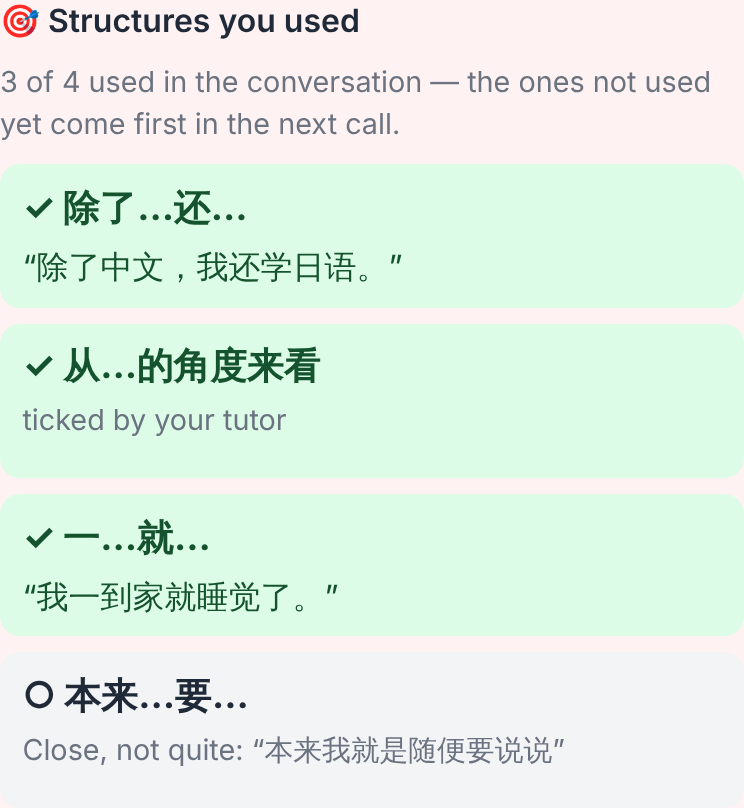 🎯 Structures you used
3 of 4 used in the conversation — the ones not used
yet come first in the next call.
✓ 除了…还…
“除了中文，我还学日语。”
✓ 从…的角度来看
ticked by your tutor
✓ 一…就…
“我一到家就睡觉了。”
○ 本来…要…
Close, not quite: “本来我就是随便要说说”